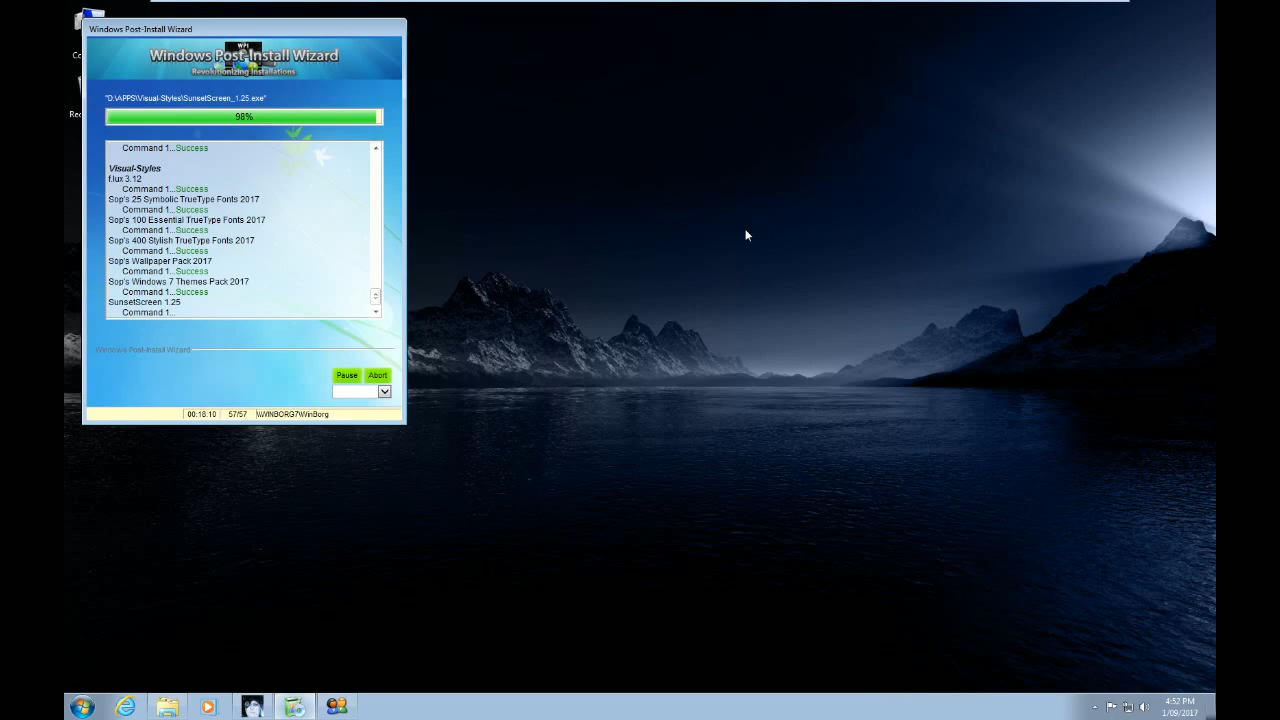 Co
Rec
Windows Post-Install Wizard
WPI
Windows Post-Install Wizard
Revolutionizing Installations
"D:\APPS\Visual-Styles\SunsetScreen_1.25.exe"
98%
Command 1...Success
Visual-Styles
f.lux 3.12
Command 1...Success
Sop's 25 Symbolic TrueType Fonts 2017
Command 1...Success
Sop's 100 Essential TrueType Fonts 2017
Command 1...Success
Sop's 400 Stylish TrueType Fonts 2017
Command 1...Success
Sop's Wallpaper Pack 2017
Command 1...Success
Sop's Windows 7 Themes Pack 2017
Command 1...Success
SunsetScreen 1.25
Command 1...
Windows Post-Install Wizard
Pause Abort
00:18:10 57/57 \\WINBORG7\WinBorg
4:52 PM
1/09/2017